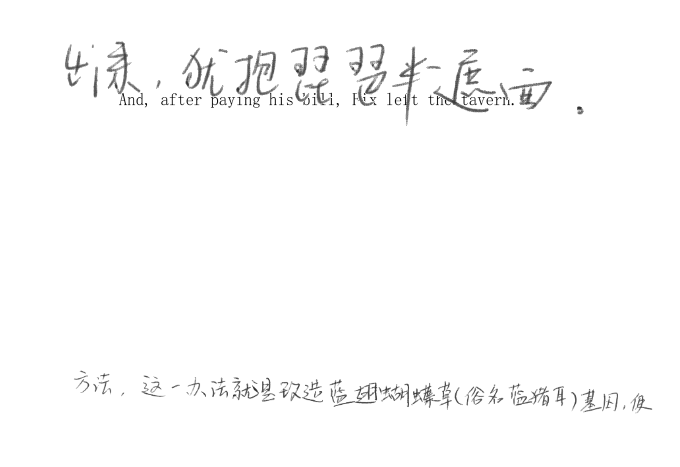 出来，犹抱琵琶半遮面.
And, after paying his bill, Fix left the tavern.
方法，这一办法就是改造蓝翅蝴蝶草(俗名蓝猪耳)基因，使